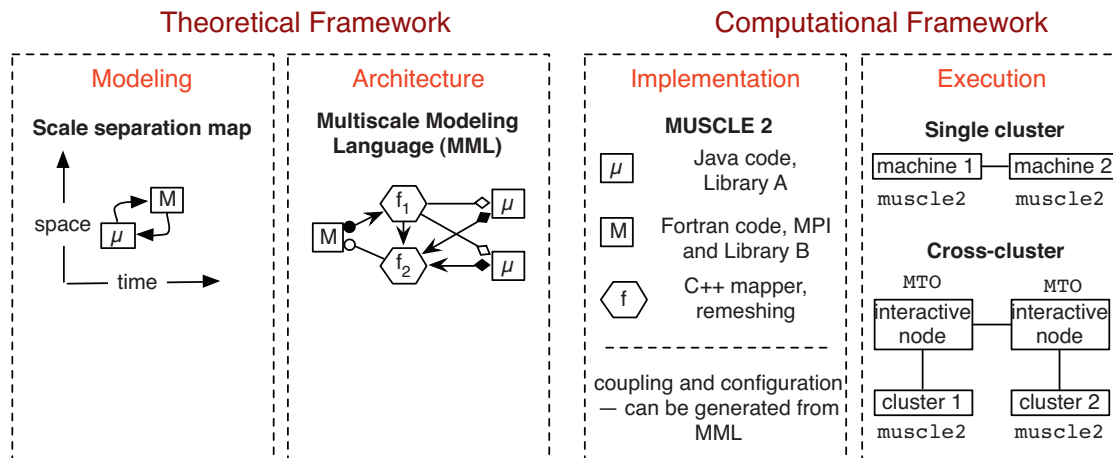 Theoretical Framework
Computational Framework
Modeling
Scale separation map
space
M
μ
time
Architecture
Multiscale Modeling
Language (MML)
f1
μ
M
f2
μ
Implementation
MUSCLE 2
μ
Java code,
Library A
M
Fortran code, MPI
and Library B
f
C++ mapper,
remeshing
coupling and configuration
— can be generated from
MML
Execution
Single cluster
machine 1
machine 2
muscle2
muscle2
Cross-cluster
MTO
MTO
interactive
node
interactive
node
cluster 1
cluster 2
muscle2
muscle2